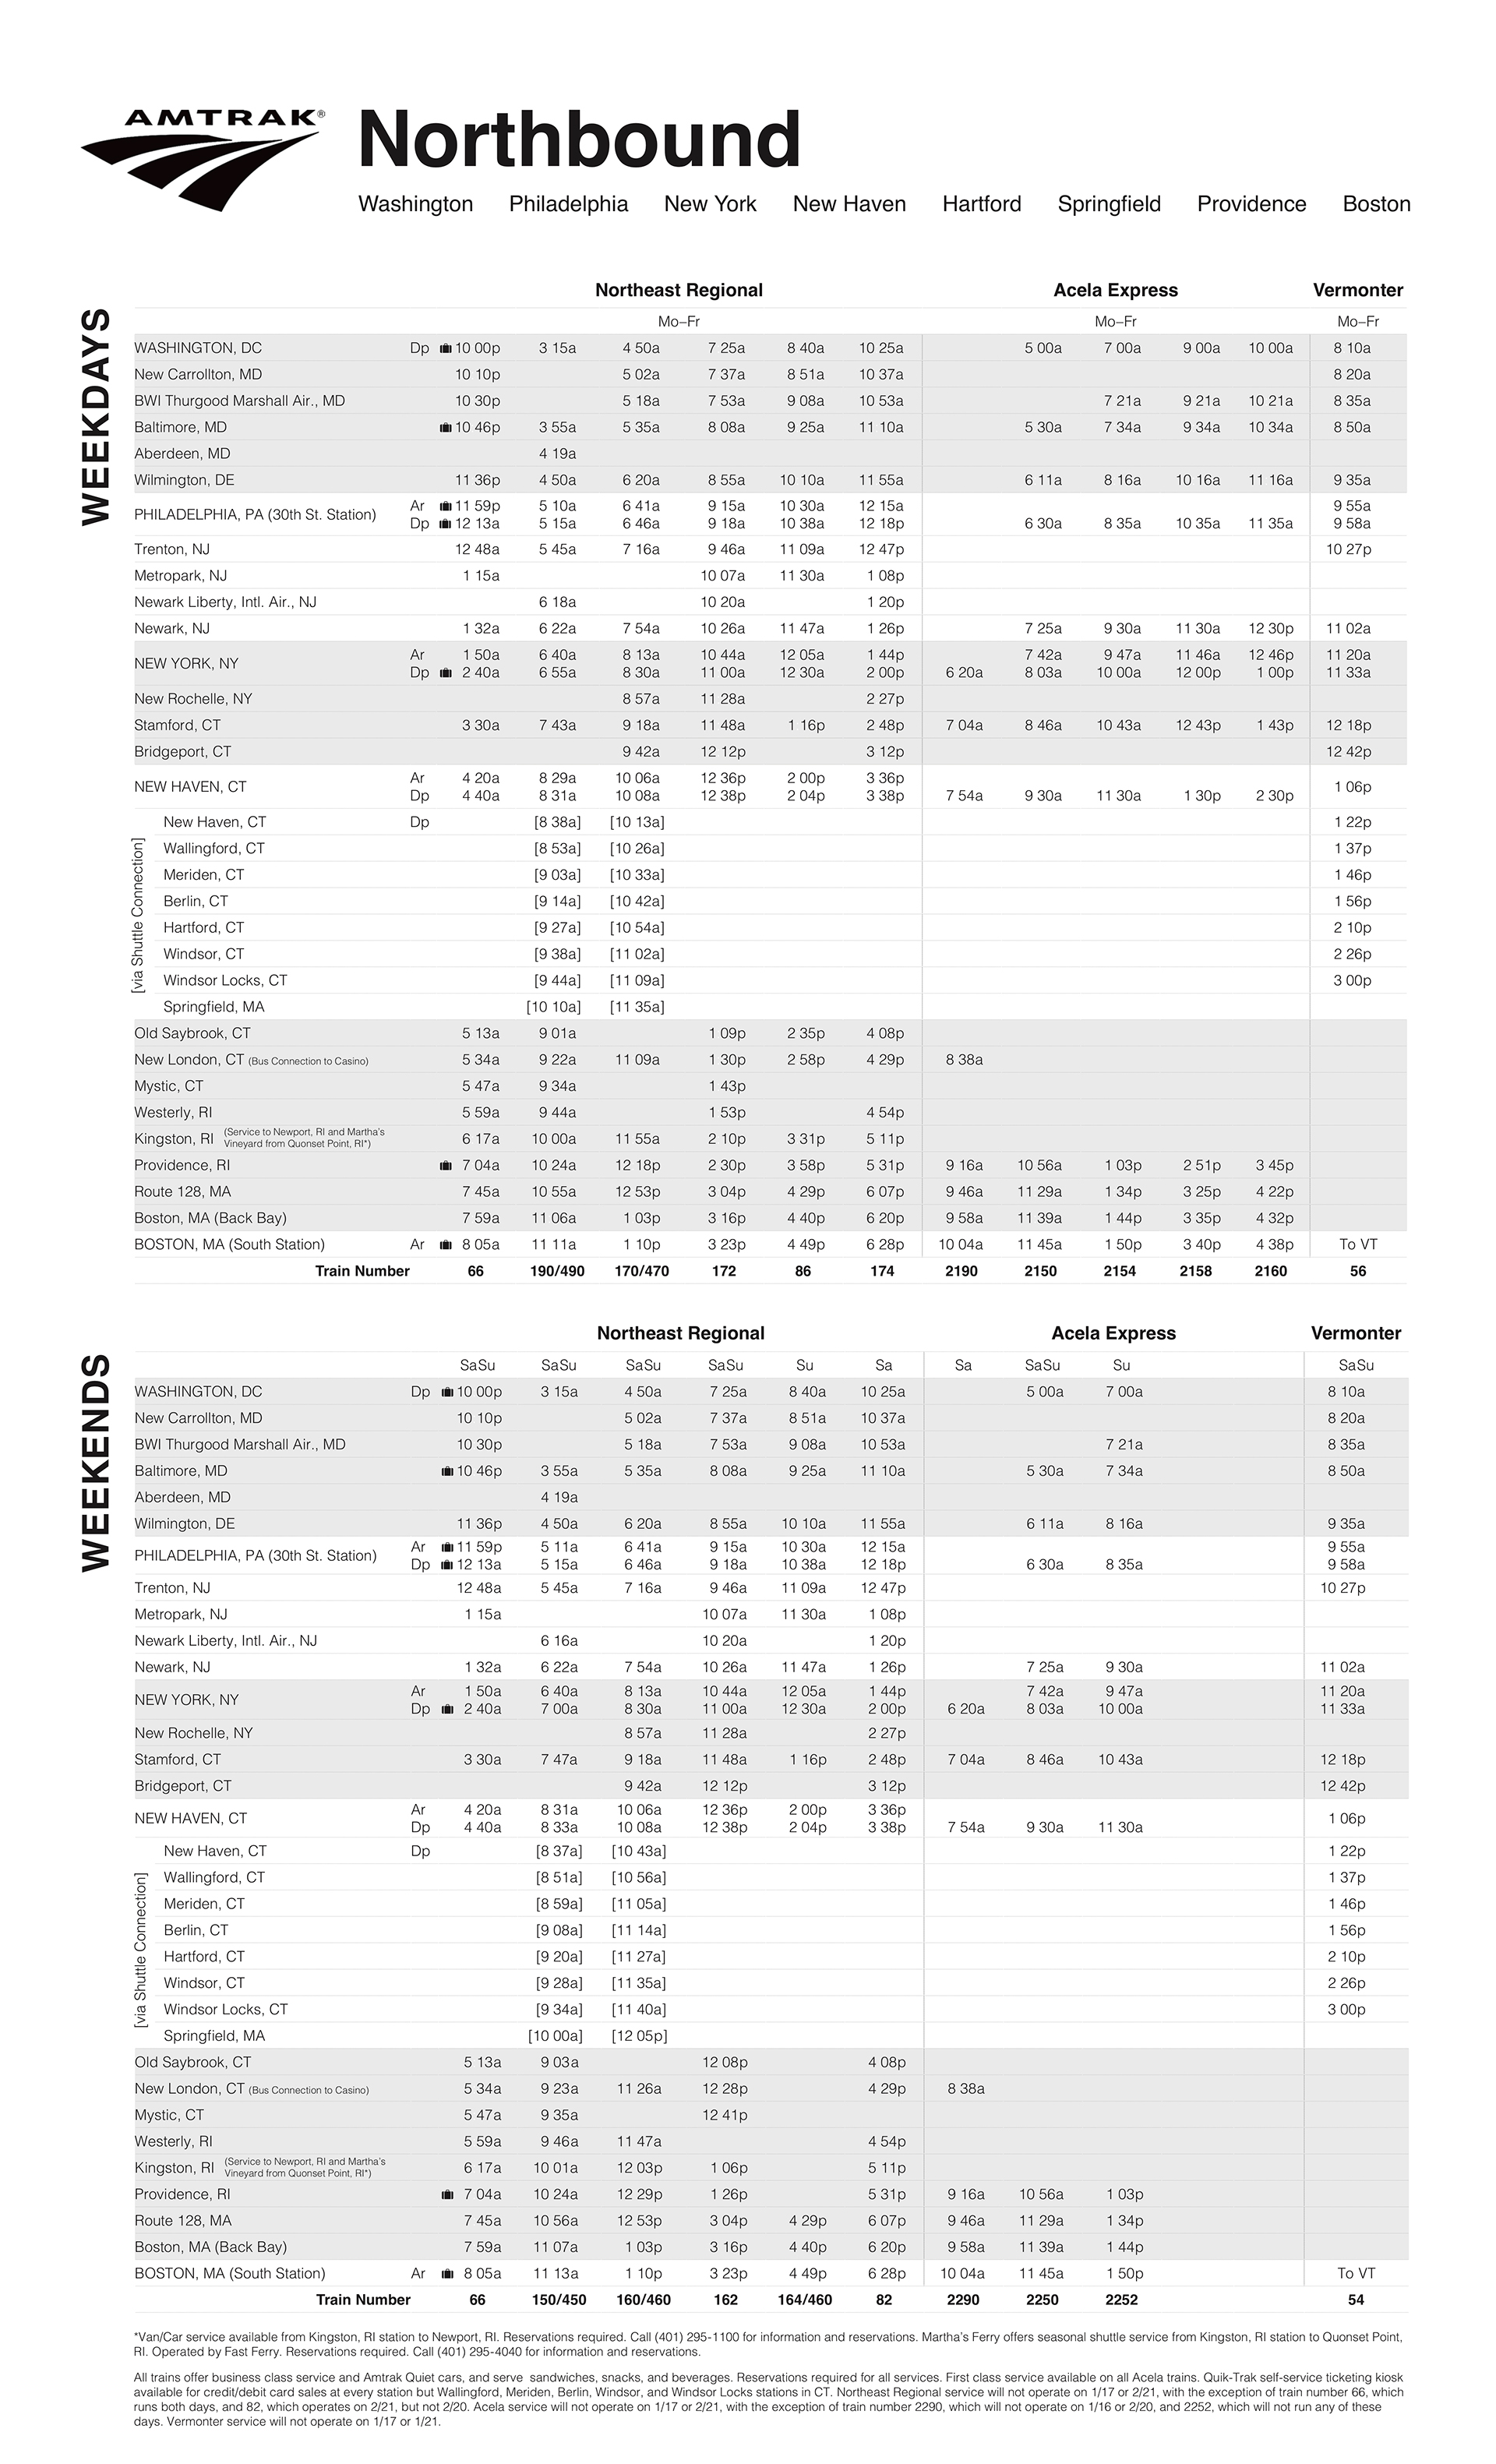 AMTRAK®
Northbound
Washington Philadelphia New York New Haven Hartford Springfield Providence Boston
WEEKDAYS
Northeast Regional Acela Express Vermonter
Mo–Fr Mo–Fr Mo–Fr
WASHINGTON, DC Dp 10 00p 3 15a 4 50a 7 25a 8 40a 10 25a 5 00a 7 00a 9 00a 10 00a 8 10a
New Carrollton, MD 10 10p 5 02a 7 37a 8 51a 10 37a 8 20a
BWI Thurgood Marshall Air., MD 10 30p 5 18a 7 53a 9 08a 10 53a 7 21a 9 21a 10 21a 8 35a
Baltimore, MD 10 46p 3 55a 5 35a 8 08a 9 25a 11 10a 5 30a 7 34a 9 34a 10 34a 8 50a
Aberdeen, MD 4 19a
Wilmington, DE 11 36p 4 50a 6 20a 8 55a 10 10a 11 55a 6 11a 8 16a 10 16a 11 16a 9 35a
PHILADELPHIA, PA (30th St. Station) Ar 11 59p 5 10a 6 41a 9 15a 10 30a 12 15a 9 55a
Dp 12 13a 5 15a 6 46a 9 18a 10 38a 12 18p 6 30a 8 35a 10 35a 11 35a 9 58a
Trenton, NJ 12 48a 5 45a 7 16a 9 46a 11 09a 12 47p 10 27p
Metropark, NJ 1 15a 10 07a 11 30a 1 08p
Newark Liberty, Intl. Air., NJ 6 18a 10 20a 1 20p
Newark, NJ 1 32a 6 22a 7 54a 10 26a 11 47a 1 26p 7 25a 9 30a 11 30a 12 30p 11 02a
NEW YORK, NY Ar 1 50a 6 40a 8 13a 10 44a 12 05a 1 44p 7 42a 9 47a 11 46a 12 46p 11 20a
Dp 2 40a 6 55a 8 30a 11 00a 12 30a 2 00p 6 20a 8 03a 10 00a 12 00p 1 00p 11 33a
New Rochelle, NY 8 57a 11 28a 2 27p
Stamford, CT 3 30a 7 43a 9 18a 11 48a 1 16p 2 48p 7 04a 8 46a 10 43a 12 43p 1 43p 12 18p
Bridgeport, CT 9 42a 12 12p 3 12p 12 42p
NEW HAVEN, CT Ar 4 20a 8 29a 10 06a 12 36p 2 00p 3 36p 1 06p
Dp 4 40a 8 31a 10 08a 12 38p 2 04p 3 38p 7 54a 9 30a 11 30a 1 30p 2 30p
[via Shuttle Connection]
New Haven, CT Dp [8 38a] [10 13a] 1 22p
Wallingford, CT [8 53a] [10 26a] 1 37p
Meriden, CT [9 03a] [10 33a] 1 46p
Berlin, CT [9 14a] [10 42a] 1 56p
Hartford, CT [9 27a] [10 54a] 2 10p
Windsor, CT [9 38a] [11 02a] 2 26p
Windsor Locks, CT [9 44a] [11 09a] 3 00p
Springfield, MA [10 10a] [11 35a]
Old Saybrook, CT 5 13a 9 01a 1 09p 2 35p 4 08p
New London, CT (Bus Connection to Casino) 5 34a 9 22a 11 09a 1 30p 2 58p 4 29p 8 38a
Mystic, CT 5 47a 9 34a 1 43p
Westerly, RI 5 59a 9 44a 1 53p 4 54p
Kingston, RI (Service to Newport, RI and Martha's Vineyard from Quonset Point, RI*) 6 17a 10 00a 11 55a 2 10p 3 31p 5 11p
Providence, RI 7 04a 10 24a 12 18p 2 30p 3 58p 5 31p 9 16a 10 56a 1 03p 2 51p 3 45p
Route 128, MA 7 45a 10 55a 12 53p 3 04p 4 29p 6 07p 9 46a 11 29a 1 34p 3 25p 4 22p
Boston, MA (Back Bay) 7 59a 11 06a 1 03p 3 16p 4 40p 6 20p 9 58a 11 39a 1 44p 3 35p 4 32p
BOSTON, MA (South Station) Ar 8 05a 11 11a 1 10p 3 23p 4 49p 6 28p 10 04a 11 45a 1 50p 3 40p 4 38p To VT
Train Number 66 190/490 170/470 172 86 174 2190 2150 2154 2158 2160 56
WEEKENDS
Northeast Regional Acela Express Vermonter
SaSu SaSu SaSu SaSu Su Sa Sa SaSu Su SaSu
WASHINGTON, DC Dp 10 00p 3 15a 4 50a 7 25a 8 40a 10 25a 5 00a 7 00a 8 10a
New Carrollton, MD 10 10p 5 02a 7 37a 8 51a 10 37a 8 20a
BWI Thurgood Marshall Air., MD 10 30p 5 18a 7 53a 9 08a 10 53a 7 21a 8 35a
Baltimore, MD 10 46p 3 55a 5 35a 8 08a 9 25a 11 10a 5 30a 7 34a 8 50a
Aberdeen, MD 4 19a
Wilmington, DE 11 36p 4 50a 6 20a 8 55a 10 10a 11 55a 6 11a 8 16a 9 35a
PHILADELPHIA, PA (30th St. Station) Ar 11 59p 5 11a 6 41a 9 15a 10 30a 12 15a 9 55a
Dp 12 13a 5 15a 6 46a 9 18a 10 38a 12 18p 6 30a 8 35a 9 58a
Trenton, NJ 12 48a 5 45a 7 16a 9 46a 11 09a 12 47p 10 27p
Metropark, NJ 1 15a 10 07a 11 30a 1 08p
Newark Liberty, Intl. Air., NJ 6 16a 10 20a 1 20p
Newark, NJ 1 32a 6 22a 7 54a 10 26a 11 47a 1 26p 7 25a 9 30a 11 02a
NEW YORK, NY Ar 1 50a 6 40a 8 13a 10 44a 12 05a 1 44p 7 42a 9 47a 11 20a
Dp 2 40a 7 00a 8 30a 11 00a 12 30a 2 00p 6 20a 8 03a 10 00a 11 33a
New Rochelle, NY 8 57a 11 28a 2 27p
Stamford, CT 3 30a 7 47a 9 18a 11 48a 1 16p 2 48p 7 04a 8 46a 10 43a 12 18p
Bridgeport, CT 9 42a 12 12p 3 12p 12 42p
NEW HAVEN, CT Ar 4 20a 8 31a 10 06a 12 36p 2 00p 3 36p 1 06p
Dp 4 40a 8 33a 10 08a 12 38p 2 04p 3 38p 7 54a 9 30a 11 30a
[via Shuttle Connection]
New Haven, CT Dp [8 37a] [10 43a] 1 22p
Wallingford, CT [8 51a] [10 56a] 1 37p
Meriden, CT [8 59a] [11 05a] 1 46p
Berlin, CT [9 08a] [11 14a] 1 56p
Hartford, CT [9 20a] [11 27a] 2 10p
Windsor, CT [9 28a] [11 35a] 2 26p
Windsor Locks, CT [9 34a] [11 40a] 3 00p
Springfield, MA [10 00a] [12 05p]
Old Saybrook, CT 5 13a 9 03a 12 08p 4 08p
New London, CT (Bus Connection to Casino) 5 34a 9 23a 11 26a 12 28p 4 29p 8 38a
Mystic, CT 5 47a 9 35a 12 41p
Westerly, RI 5 59a 9 46a 11 47a 4 54p
Kingston, RI (Service to Newport, RI and Martha's Vineyard from Quonset Point, RI*) 6 17a 10 01a 12 03p 1 06p 5 11p
Providence, RI 7 04a 10 24a 12 29p 1 26p 5 31p 9 16a 10 56a 1 03p
Route 128, MA 7 45a 10 56a 12 53p 3 04p 4 29p 6 07p 9 46a 11 29a 1 34p
Boston, MA (Back Bay) 7 59a 11 07a 1 03p 3 16p 4 40p 6 20p 9 58a 11 39a 1 44p
BOSTON, MA (South Station) Ar 8 05a 11 13a 1 10p 3 23p 4 49p 6 28p 10 04a 11 45a 1 50p To VT
Train Number 66 150/450 160/460 162 164/460 82 2290 2250 2252 54
*Van/Car service available from Kingston, RI station to Newport, RI. Reservations required. Call (401) 295-1100 for information and reservations. Martha's Ferry offers seasonal shuttle service from Kingston, RI station to Quonset Point,
RI. Operated by Fast Ferry. Reservations required. Call (401) 295-4040 for information and reservations.
All trains offer business class service and Amtrak Quiet cars, and serve sandwiches, snacks, and beverages. Reservations required for all services. First class service available on all Acela trains. Quik-Trak self-service ticketing kiosk
available for credit/debit card sales at every station but Wallingford, Meriden, Berlin, Windsor, and Windsor Locks stations in CT. Northeast Regional service will not operate on 1/17 or 2/21, with the exception of train number 66, which
runs both days, and 82, which operates on 2/21, but not 2/20. Acela service will not operate on 1/17 or 2/21, with the exception of train number 2290, which will not operate on 1/16 or 2/20, and 2252, which will not run any of these
days. Vermonter service will not operate on 1/17 or 1/21.